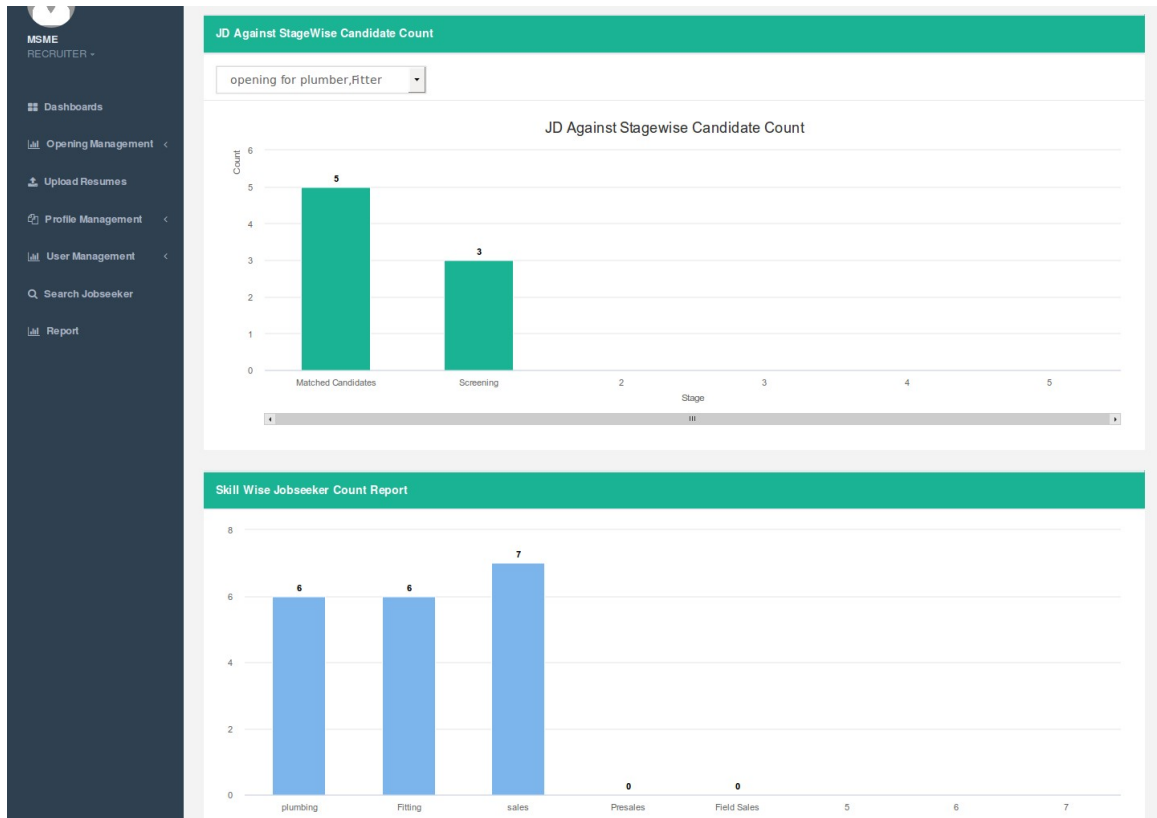 MSME
RECRUITER
Dashboards
Opening Management
Upload Resumes
Profile Management
User Management
Search Jobseeker
Report
JD Against StageWise Candidate Count
opening for plumber,Fitter
JD Against Stagewise Candidate Count
Count
6
5
4
3
2
1
0
5
3
Matched Candidates Screening 2 3 4 5
Stage
Skill Wise Jobseeker Count Report
8
6
4
2
0
6 6 7 0 0
plumbing Fitting sales Presales Field Sales 5 6 7